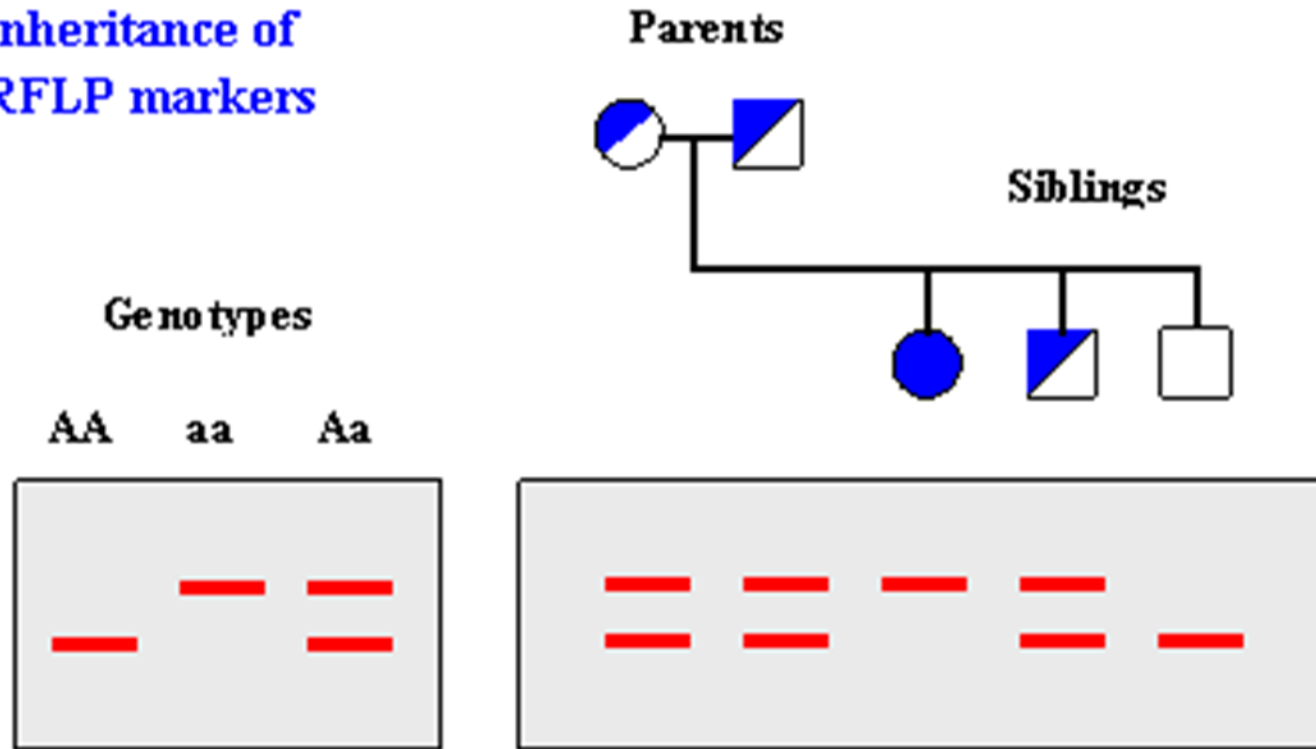 nheritance of
RFLP markers
Parents
Siblings
Genotypes
AA aa Aa